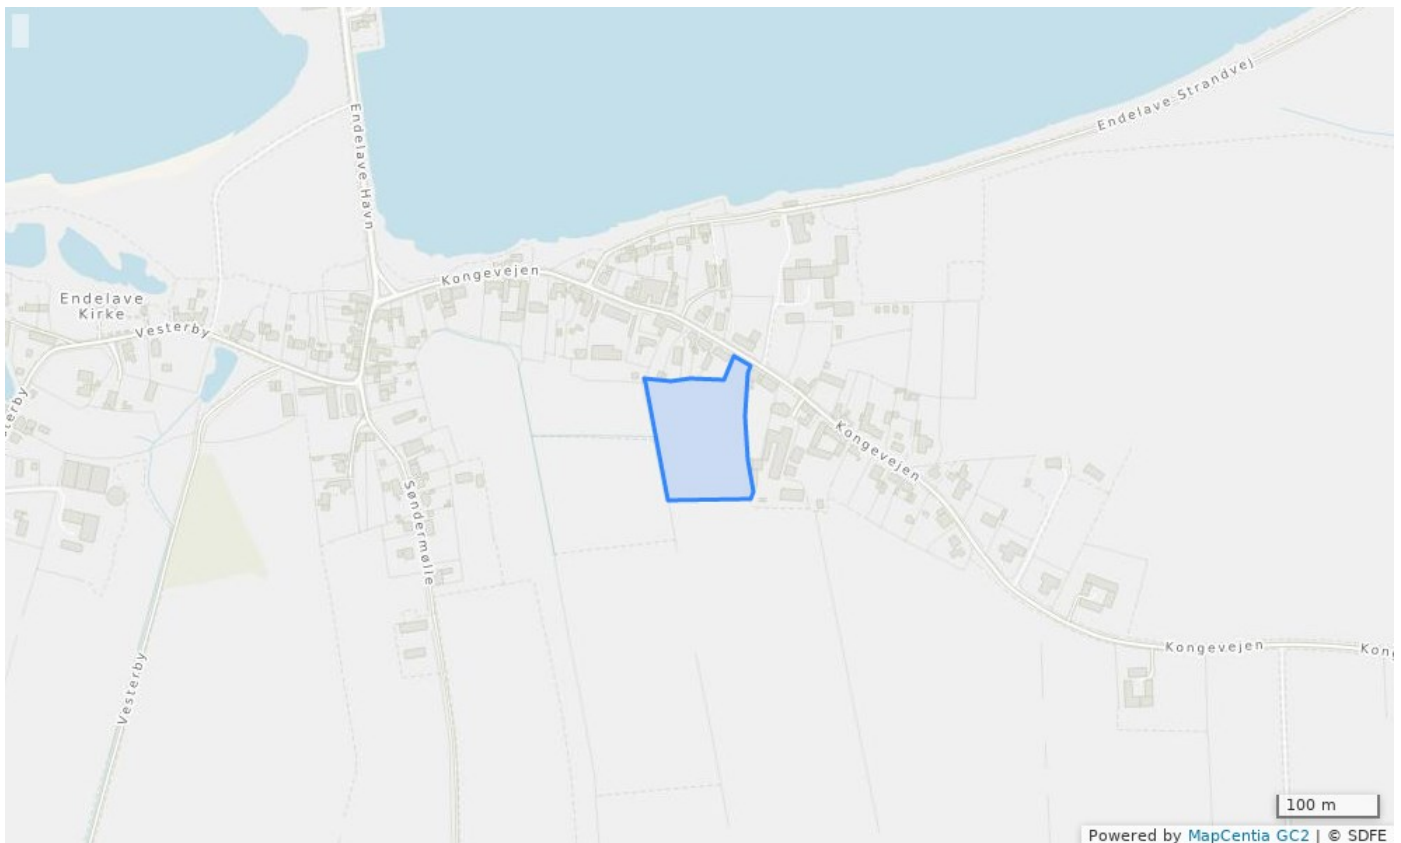 Endelave Strandvej
Endelave Havn
Kongevejen
Endelave
Kirke
Vesterby
Kongevejen
Søndermølle
Vesterby
Kongevejen
100 m
Powered by MapCentia GC2 | © SDFE